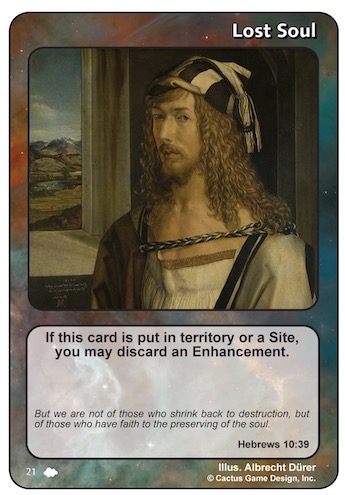 Lost Soul
If this card is put in territory or a Site,
you may discard an Enhancement.
But we are not of those who shrink back to destruction, but
of those who have faith to the preserving of the soul.
Hebrews 10:39
21
Illus. Albrecht Dürer
© Cactus Game Design, Inc.